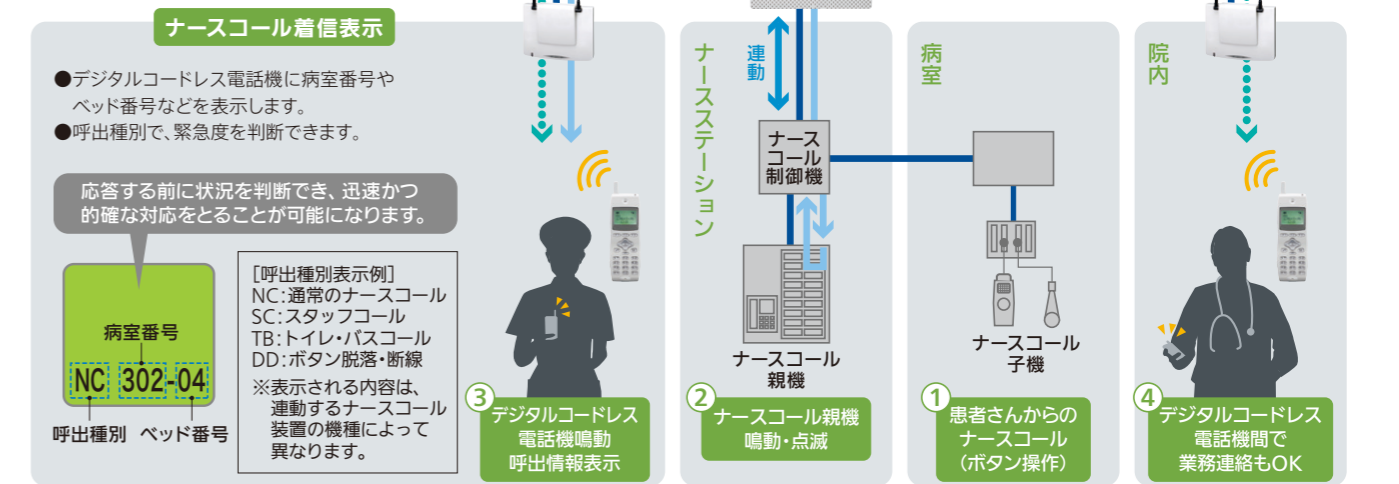 ナースコール着信表示
●デジタルコードレス電話機に病室番号や
ベッド番号などを表示します。
●呼出種別で、緊急度を判断できます。
応答する前に状況を判断でき、迅速かつ
的確な対応をとることが可能になります。
病室番号
NC 302-04
呼出種別 ベッド番号
[呼出種別表示例]
NC:通常のナースコール
SC:スタッフコール
TB:トイレ・バスコール
DD:ボタン脱落・断線
※表示される内容は、
連動するナースコール
装置の機種によって
異なります。
③
デジタルコードレス
電話機鳴動
呼出情報表示
ナースステーション
連動
ナース
コール
制御機
ナースコール
親機
②
ナースコール親機
鳴動・点滅
病室
ナースコール
子機
①
患者さんからの
ナースコール
(ボタン操作)
院内
④
デジタルコードレス
電話機間で
業務連絡もOK